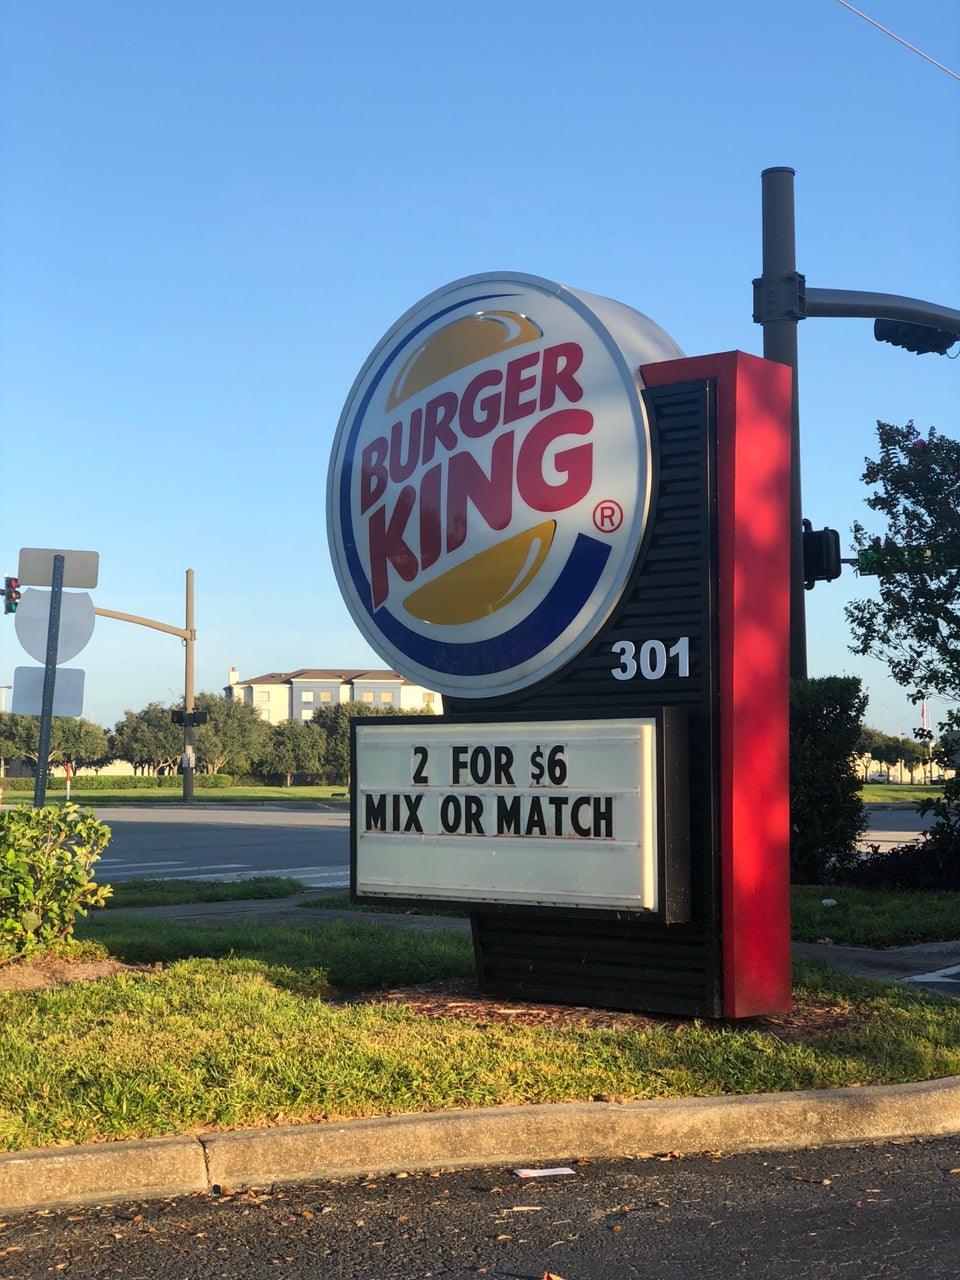 BURGER
KING
®
301
2 FOR $6
MIX OR MATCH